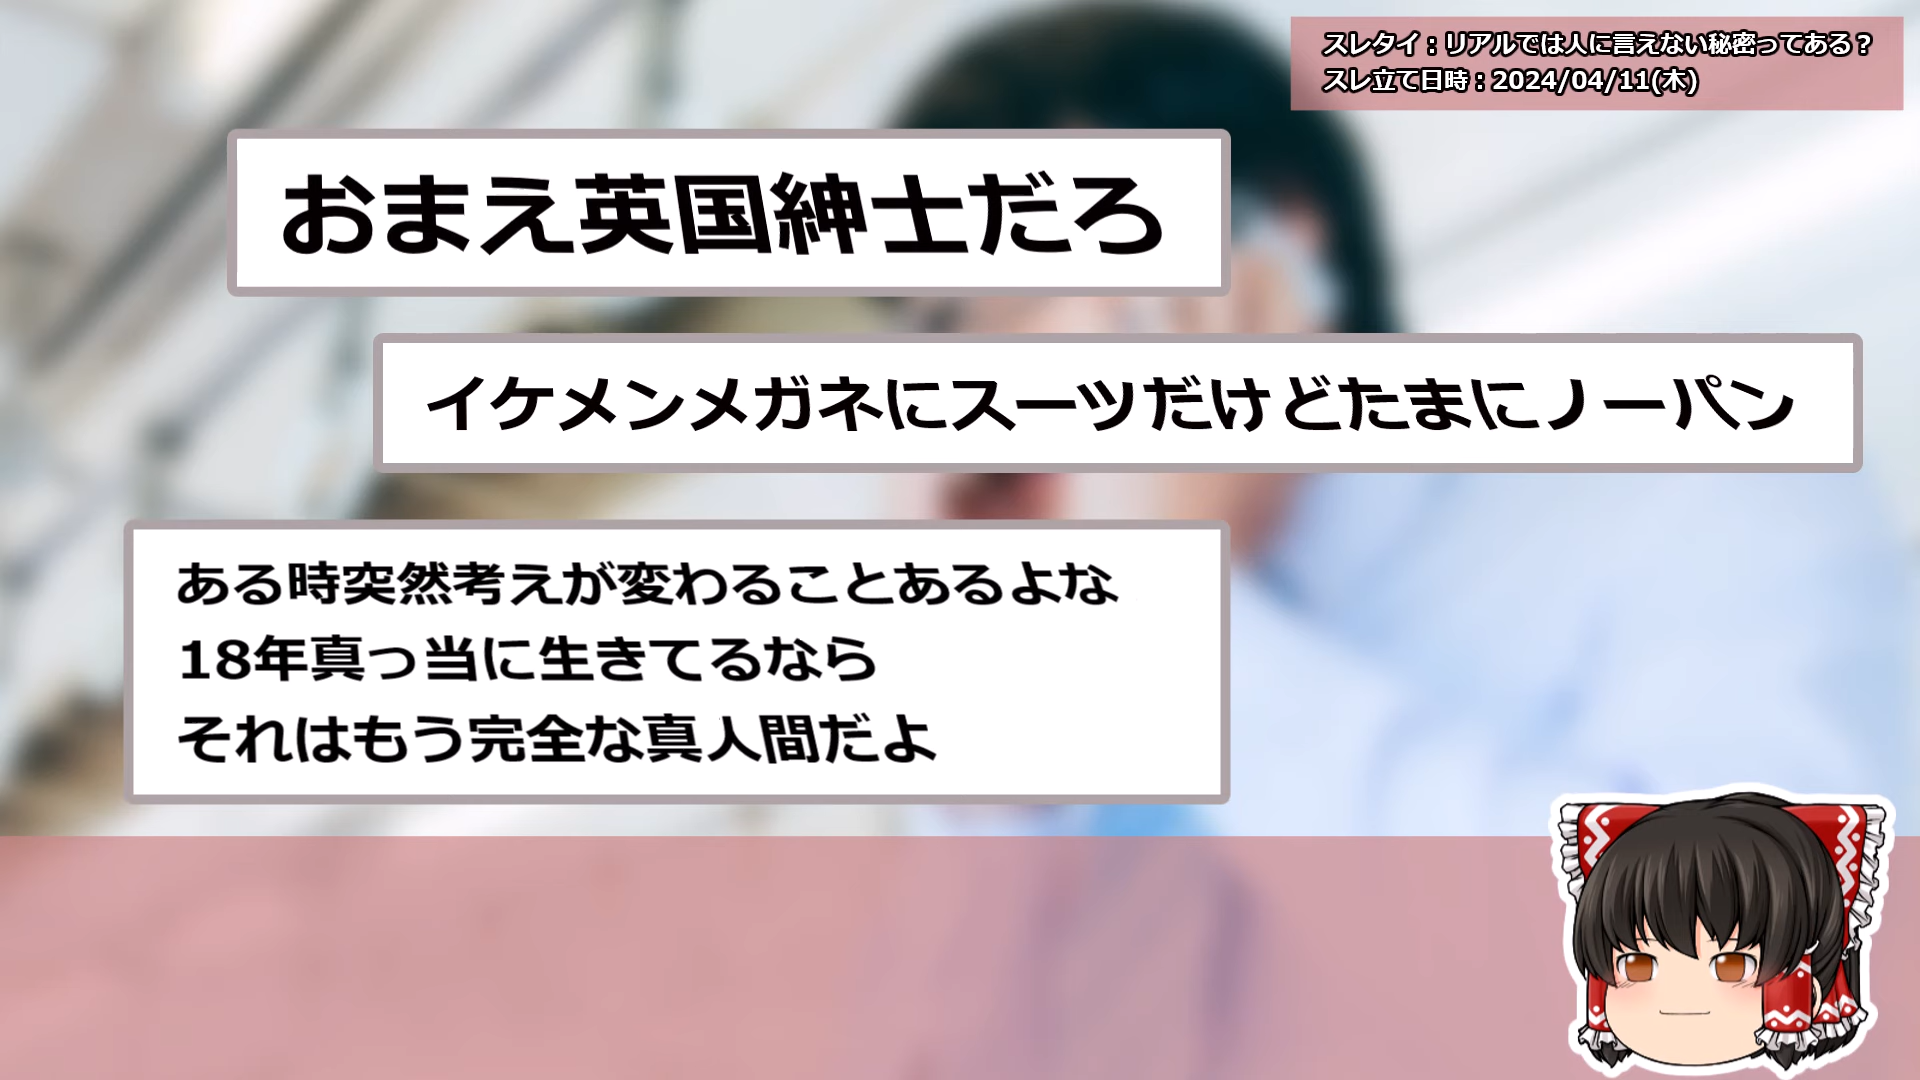 スレタイ：リアルでは人に言えない秘密ってある？
スレ立て日時：2024/04/11(木)
おまえ英国紳士だろ
イケメンメガネにスーツだけどたまにノーパン
ある時突然考えが変わることあるよな
18年真っ当に生きてるなら
それはもう完全な真人間だよ